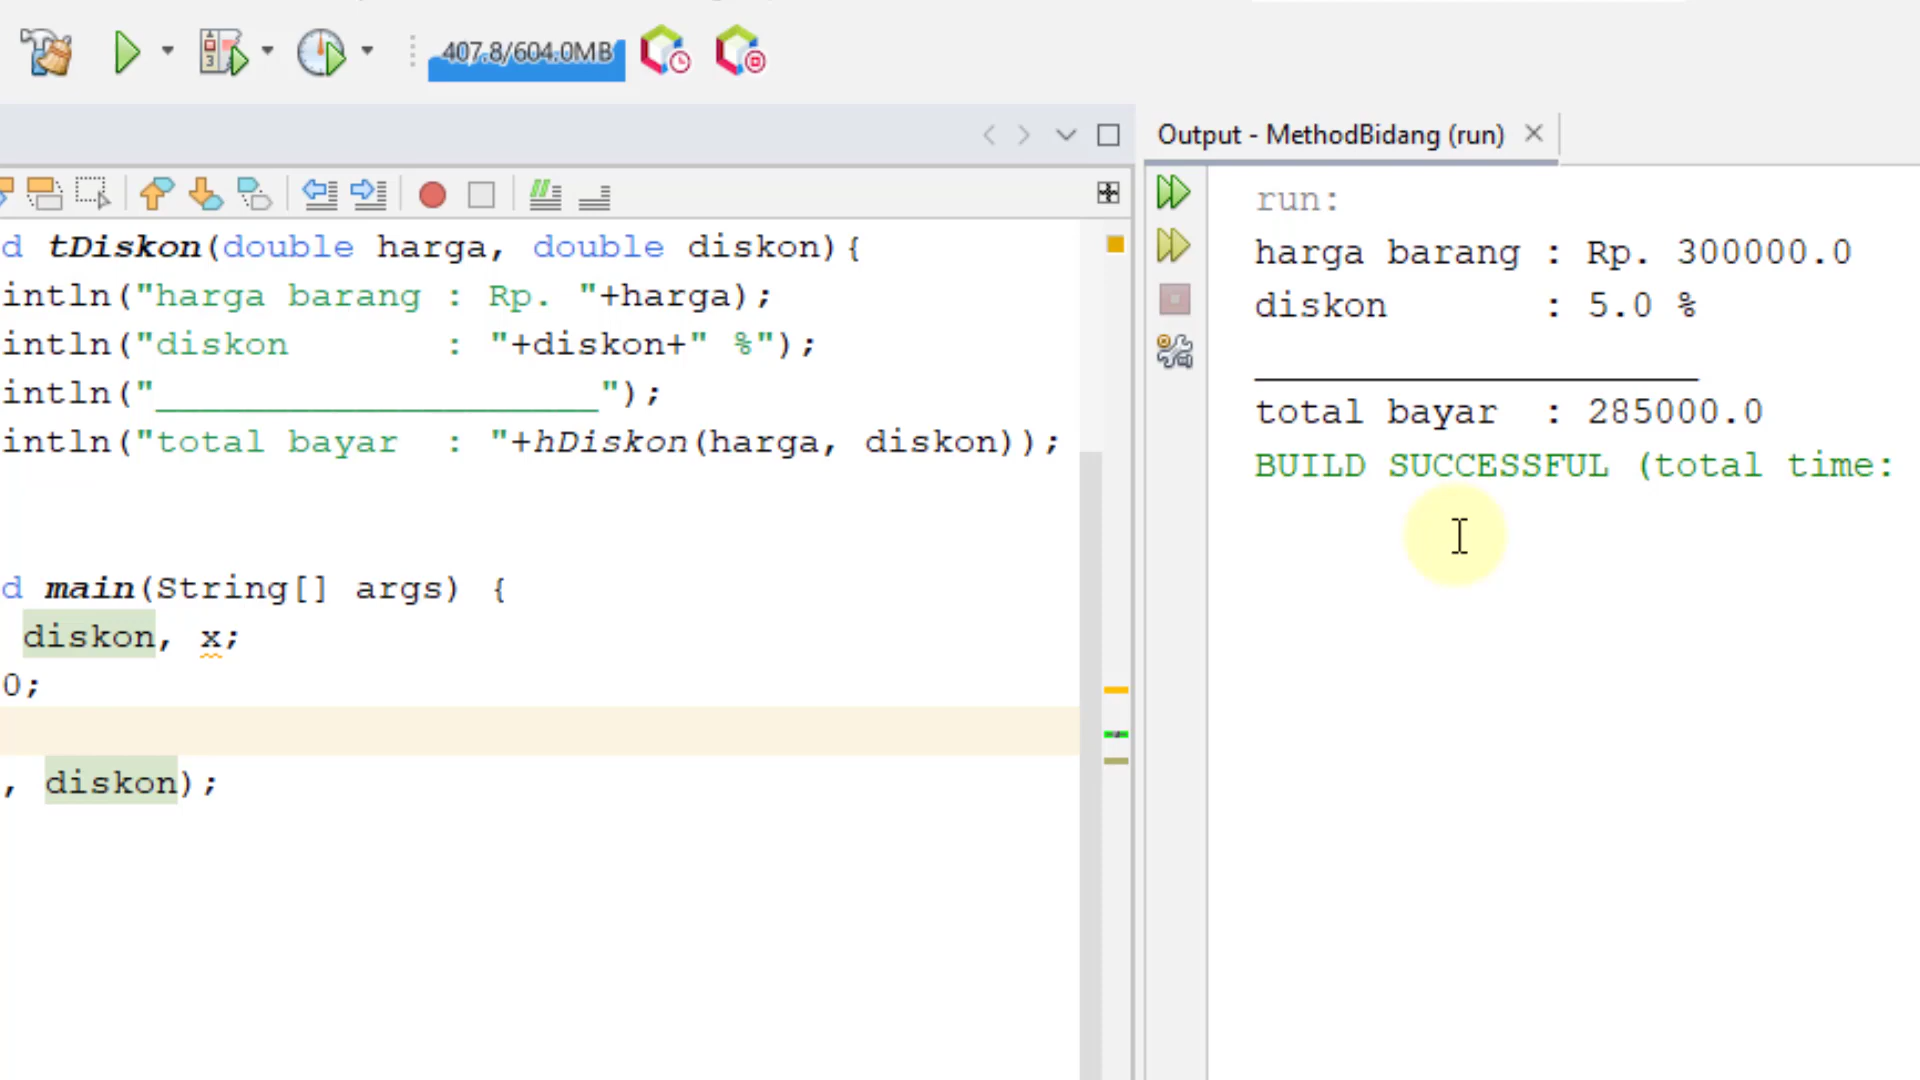 407.8/604.0MB
Output - MethodBidang (run)
d tDiskon(double harga, double diskon){
intln("harga barang : Rp. "+harga);
intln("diskon       : "+diskon+" %");
intln("____________________");
intln("total bayar  : "+hDiskon(harga, diskon));
d main(String[] args) {
diskon, x;
0;
, diskon);
run:
harga barang : Rp. 300000.0
diskon       : 5.0 %
____________________
total bayar  : 285000.0
BUILD SUCCESSFUL (total time: